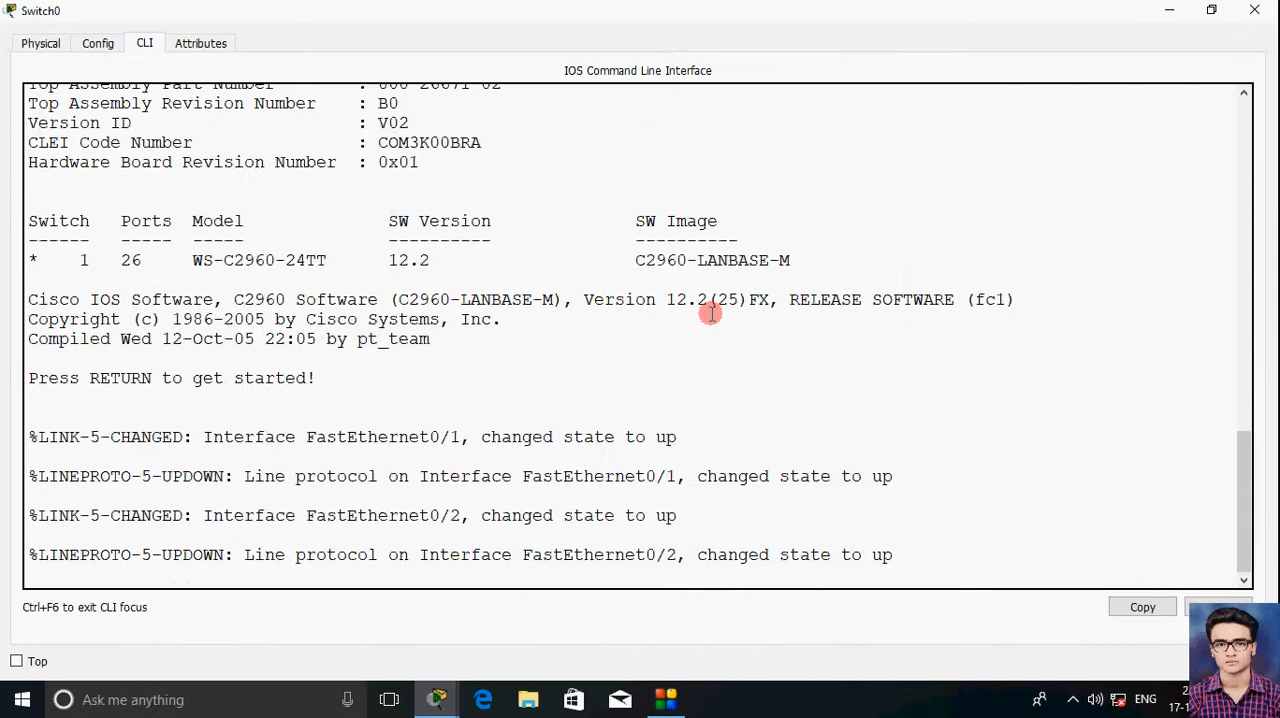 Switch0
Physical
Config
CLI
Attributes
IOS Command Line Interface
Top Assembly Revision Number : B0
Version ID : V02
CLEI Code Number : COM3K00BRA
Hardware Board Revision Number : 0x01
Switch Ports Model SW Version SW Image
------ ----- ----- ---------- ----------
* 1 26 WS-C2960-24TT 12.2 C2960-LANBASE-M
Cisco IOS Software, C2960 Software (C2960-LANBASE-M), Version 12.2(25)FX, RELEASE SOFTWARE (fc1)
Copyright (c) 1986-2005 by Cisco Systems, Inc.
Compiled Wed 12-Oct-05 22:05 by pt_team
Press RETURN to get started!
%LINK-5-CHANGED: Interface FastEthernet0/1, changed state to up
%LINEPROTO-5-UPDOWN: Line protocol on Interface FastEthernet0/1, changed state to up
%LINK-5-CHANGED: Interface FastEthernet0/2, changed state to up
%LINEPROTO-5-UPDOWN: Line protocol on Interface FastEthernet0/2, changed state to up
Ctrl+F6 to exit CLI focus
Copy
Top
Ask me anything
ENG